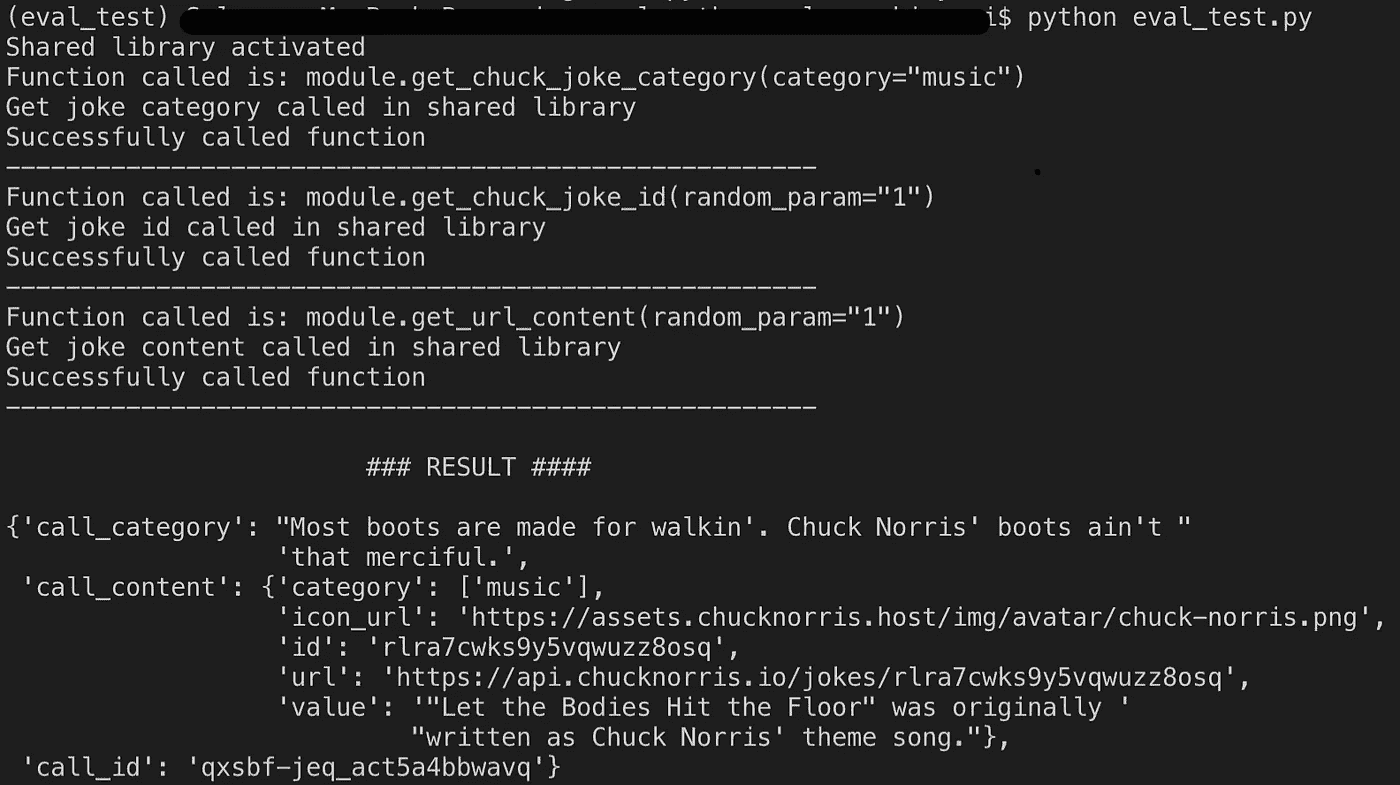 (eval_test) i$ python eval_test.py
Shared library activated
Function called is: module.get_chuck_joke_category(category="music")
Get joke category called in shared library
Successfully called function
------------------------------------------------------
Function called is: module.get_chuck_joke_id(random_param="1")
Get joke id called in shared library
Successfully called function
------------------------------------------------------
Function called is: module.get_url_content(random_param="1")
Get joke content called in shared library
Successfully called function
------------------------------------------------------
### RESULT ####
{'call_category': "Most boots are made for walkin'. Chuck Norris' boots ain't "
'that merciful.',
'call_content': {'category': ['music'],
'icon_url': 'https://assets.chucknorris.host/img/avatar/chuck-norris.png',
'id': 'rlra7cwks9y5vqwuzz8osq',
'url': 'https://api.chucknorris.io/jokes/rlra7cwks9y5vqwuzz8osq',
'value': '"Let the Bodies Hit the Floor" was originally '
"written as Chuck Norris' theme song."},
'call_id': 'qxsbf-jeq_act5a4bbwavq'}